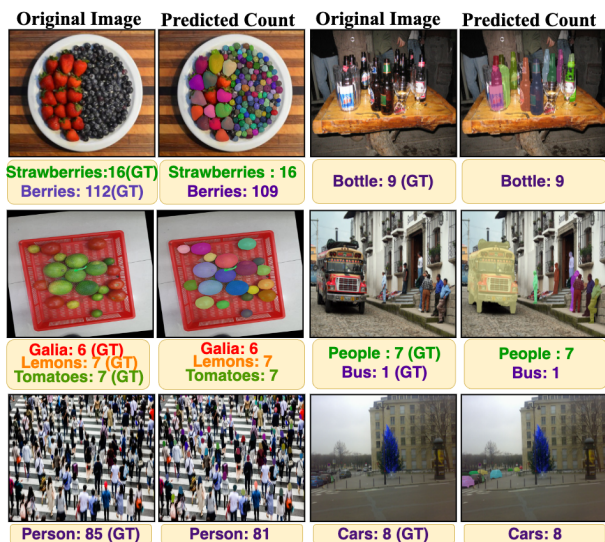 Original Image Predicted Count Original Image Predicted Count
Strawberries:16(GT)
Berries: 112(GT)
Strawberries : 16
Berries: 109
Bottle: 9 (GT)
Bottle: 9
Galia: 6 (GT)
Lemons: 7 (GT)
Tomatoes: 7 (GT)
Galia: 6
Lemons: 7
Tomatoes: 7
People : 7 (GT)
Bus: 1 (GT)
People : 7
Bus: 1
Person: 85 (GT)
Person: 81
Cars: 8 (GT)
Cars: 8